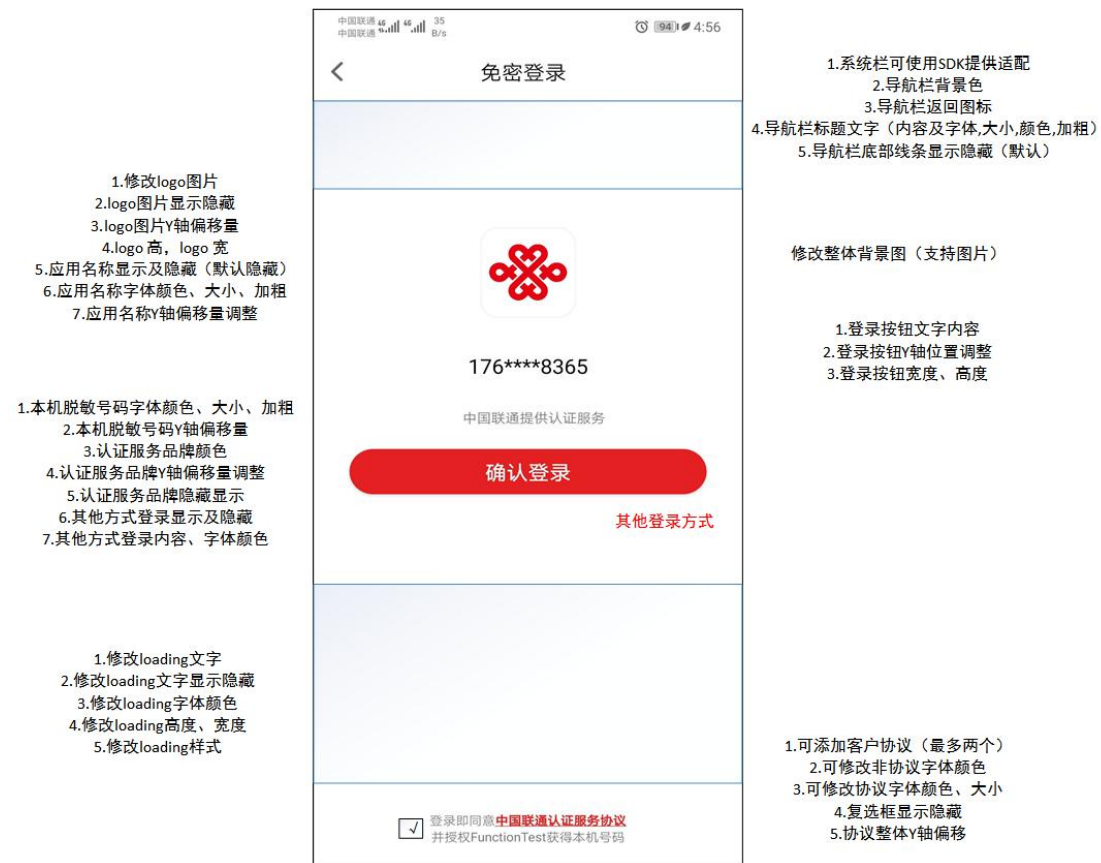 中国联通 46 46 35
中国联通 B/s
94 4:56
免密登录
1.系统栏可使用SDK提供适配
2.导航栏背景色
3.导航栏返回图标
4.导航栏标题文字（内容及字体,大小,颜色,加粗）
5.导航栏底部线条显示隐藏（默认）
1.修改logo图片
2.logo图片显示隐藏
3.logo图片Y轴偏移量
4.logo 高，logo 宽
5.应用名称显示及隐藏（默认隐藏）
6.应用名称字体颜色、大小、加粗
7.应用名称Y轴偏移量调整
修改整体背景图（支持图片）
1.登录按钮文字内容
2.登录按钮Y轴位置调整
3.登录按钮宽度、高度
176****8365
中国联通提供认证服务
确认登录
其他登录方式
1.本机脱敏号码字体颜色、大小、加粗
2.本机脱敏号码Y轴偏移量
3.认证服务品牌颜色
4.认证服务品牌Y轴偏移量调整
5.认证服务品牌隐藏显示
6.其他方式登录显示及隐藏
7.其他方式登录内容、字体颜色
1.修改loading文字
2.修改loading文字显示隐藏
3.修改loading字体颜色
4.修改loading高度、宽度
5.修改loading样式
1.可添加客户协议（最多两个）
2.可修改非协议字体颜色
3.可修改协议字体颜色、大小
4.复选框显示隐藏
5.协议整体Y轴偏移
登录即同意中国联通认证服务协议
并授权FunctionTest获得本机号码